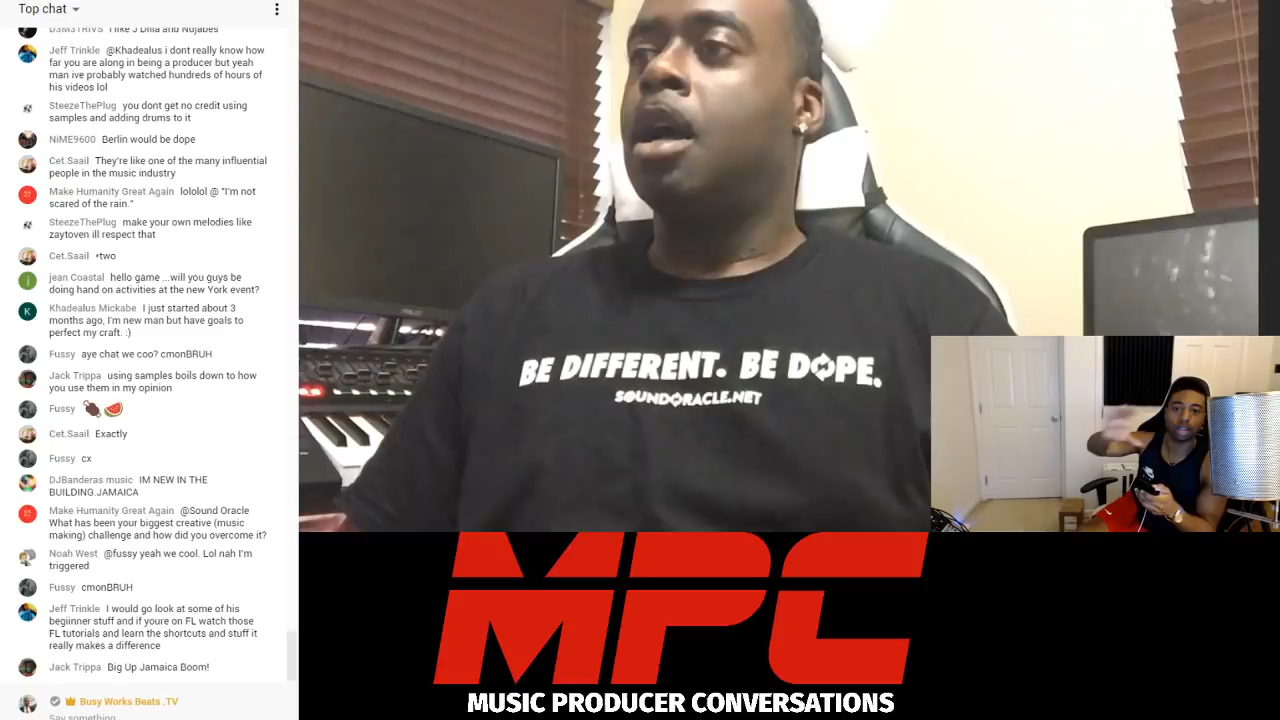 Top chat
D3M3TRIVS I like J Dilla and Nujabes
Jeff Trinkle @Khadealus i dont really know how
far you are along in being a producer but yeah
man ive probably watched hundreds of hours of
his videos lol
SteezeThePlug you dont get no credit using
samples and adding drums to it
NiME9600 Berlin would be dope
Cet.Saail They're like one of the many influential
people in the music industry
Make Humanity Great Again lololol @ "I'm not
scared of the rain."
SteezeThePlug make your own melodies like
zaytoven ill respect that
Cet.Saail *two
jean Coastal hello game ...will you guys be
doing hand on activities at the new York event?
Khadealus Mickabe I just started about 3
months ago, I'm new man but have goals to
perfect my craft. :)
Fussy aye chat we coo? cmonBRUH
Jack Trippa using samples boils down to how
you use them in my opinion
Fussy
Cet.Saail Exactly
Fussy cx
DJBanderas music IM NEW IN THE
BUILDING.JAMAICA
Make Humanity Great Again @Sound Oracle
What has been your biggest creative (music
making) challenge and how did you overcome it?
Noah West @fussy yeah we cool. Lol nah I'm
triggered
Fussy cmonBRUH
Jeff Trinkle I would go look at some of his
beginner stuff and if youre on FL watch those
FL tutorials and learn the shortcuts and stuff it
really makes a difference
Jack Trippa Big Up Jamaica Boom!
Busy Works Beats .TV
Say something...
BE DIFFERENT. BE DOPE.
SOUNDORACLE.NET
MPC
MUSIC PRODUCER CONVERSATIONS